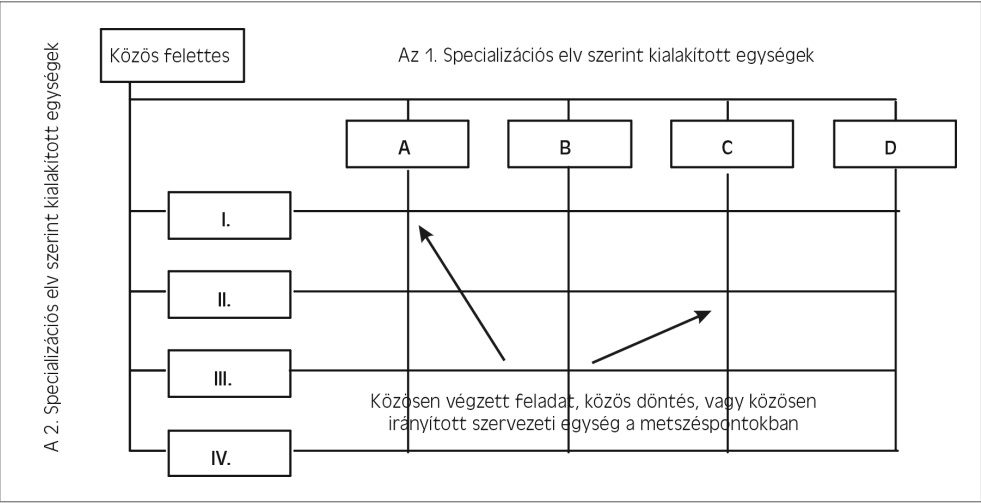 Közös felettes
Az 1. Specializációs elv szerint kialakított egységek
A 2. Specializációs elv szerint kialakított egységek
A
B
C
D
I.
II.
III.
IV.
Közösen végzett feladat, közös döntés, vagy közösen
irányított szervezeti egység a metszéspontokban